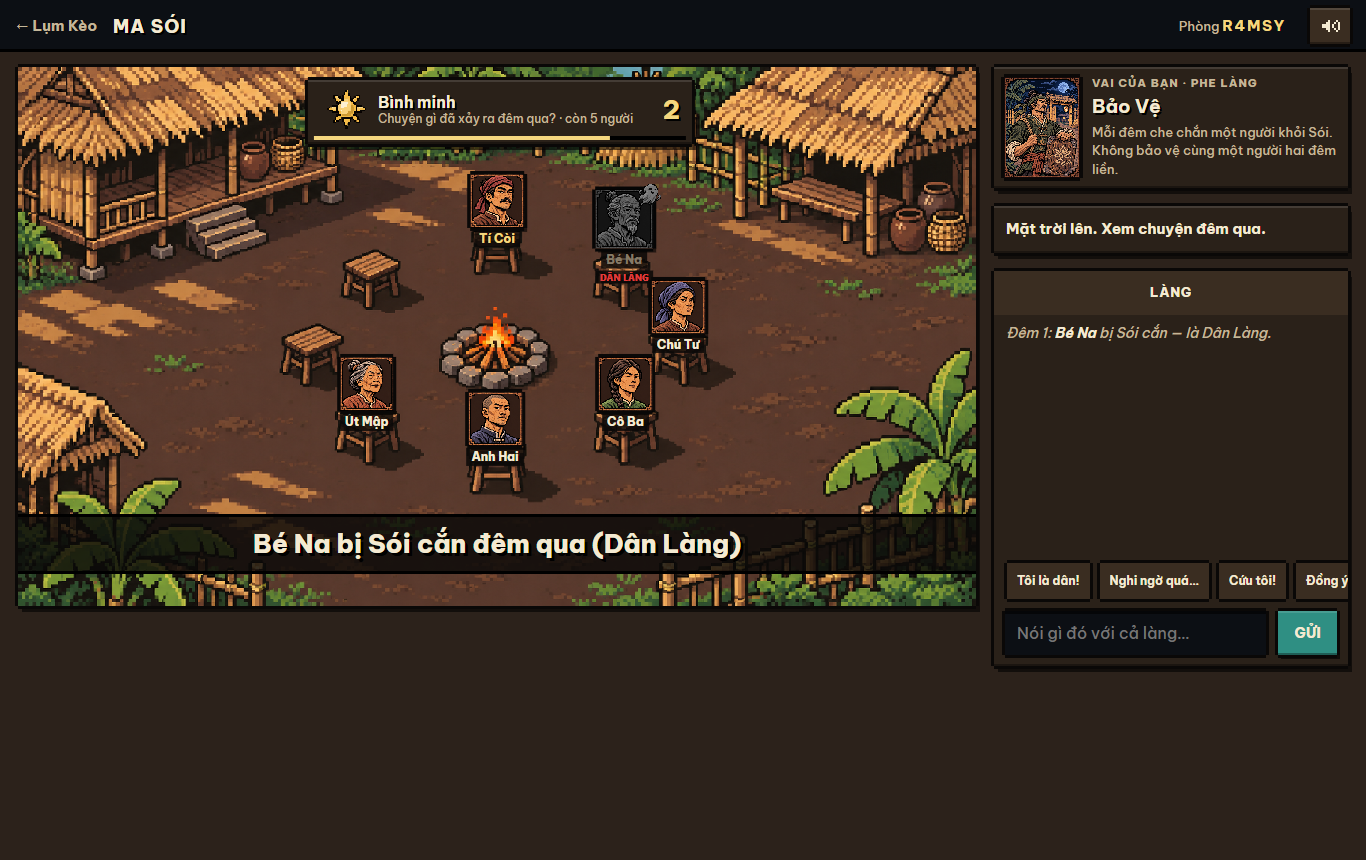 ← Lụm Kèo MA SÓI
Phòng R4MSY
Bình minh
Chuyện gì đã xảy ra đêm qua? · còn 5 người
2
Tí Còi
Bé Na
DÂN LÀNG
Chú Tư
Út Mập
Cô Ba
Anh Hai
Bé Na bị Sói cắn đêm qua (Dân Làng)
VAI CỦA BẠN · PHE LÀNG
Bảo Vệ
Mỗi đêm che chắn một người khỏi Sói.
Không bảo vệ cùng một người hai đêm
liền.
Mặt trời lên. Xem chuyện đêm qua.
LÀNG
Đêm 1: Bé Na bị Sói cắn — là Dân Làng.
Tôi là dân!
Nghi ngờ quá...
Cứu tôi!
Đồng ý
Nói gì đó với cả làng...
GỬI